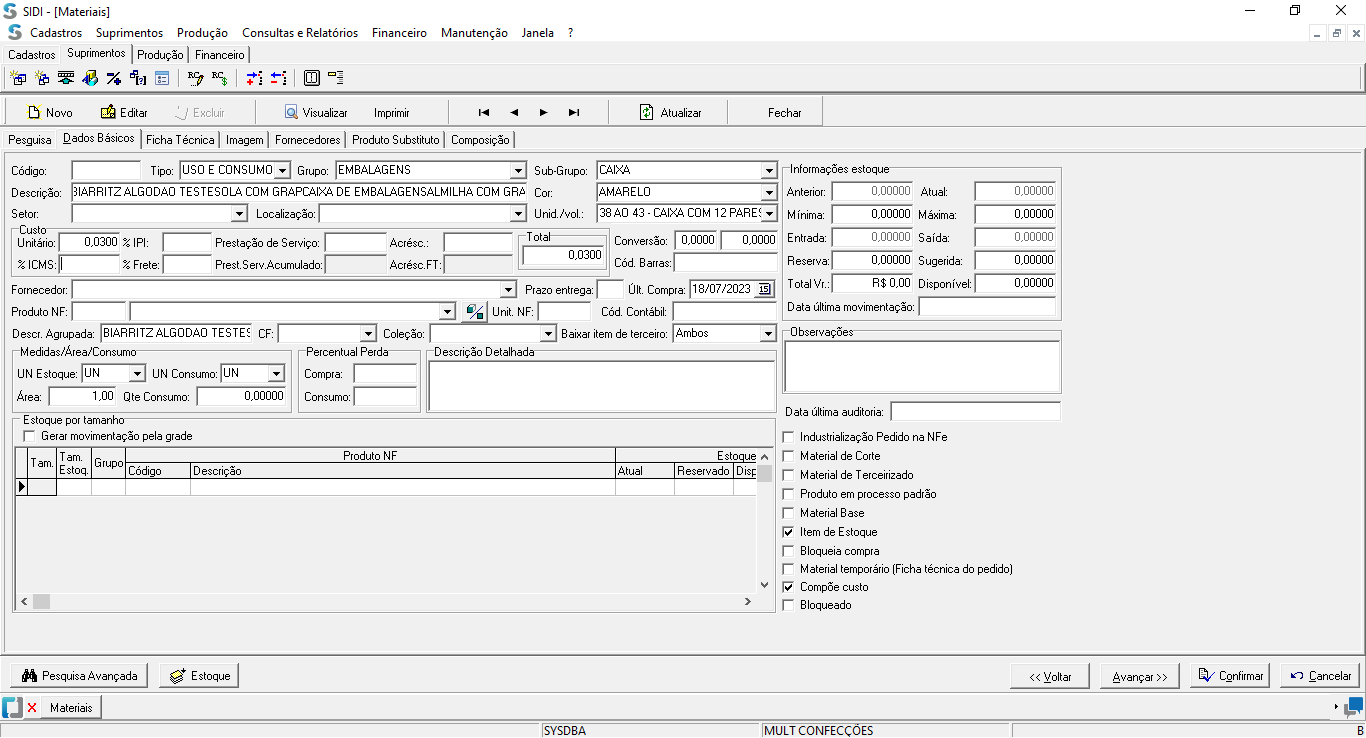 SIDI - [Materiais]
Cadastros Suprimentos Produção Consultas e Relatórios Financeiro Manutenção Janela ?
Cadastros Suprimentos Produção Financeiro
Novo Editar Excluir Visualizar Imprimir Atualizar Fechar
Pesquisa Dados Básicos Ficha Técnica Imagem Fornecedores Produto Substituto Composição
Código: Tipo: USO E CONSUMO Grupo: EMBALAGENS Sub-Grupo: CAIXA
Descrição: BIARRITZ ALGODAO TESTESOLA COM GRAPCAIXA DE EMBALAGENSALMILHA COM GRA Cor: AMARELO
Setor: Localização: Unid./vol.: 38 AO 43 - CAIXA COM 12 PARES
Custo
Unitário: 0,0300 % IPI: Prestação de Serviço: Acrésc.: Total 0,0300 Conversão: 0,0000 0,0000
% ICMS: % Frete: Prest.Serv.Acumulado: Acrésc.FT: Cód. Barras:
Fornecedor: Prazo entrega: Últ. Compra: 18/07/2023 15
Produto NF: Unit. NF: Cód. Contábil:
Descr. Agrupada: BIARRITZ ALGODAO TESTES CF: Coleção: Baixar item de terceiro: Ambos
Medidas/Área/Consumo
UN Estoque: UN UN Consumo: UN
Área: 1,00 Qte Consumo: 0,00000
Percentual Perda
Compra:
Consumo:
Descrição Detalhada
Estoque por tamanho
Gerar movimentação pela grade
Tam. Tam. Estoq. Grupo Produto NF Estoque
Código Descrição Atual Reservado Disp
Informações estoque
Anterior: 0,00000 Atual: 0,00000
Mínima: 0,00000 Máxima: 0,00000
Entrada: 0,00000 Saída: 0,00000
Reserva: 0,00000 Sugerida: 0,00000
Total Vr.: R$ 0,00 Disponível: 0,00000
Data última movimentação:
Observações
Data última auditoria:
Industrialização Pedido na NFe
Material de Corte
Material de Terceirizado
Produto em processo padrão
Material Base
Item de Estoque
Bloqueia compra
Material temporário (Ficha técnica do pedido)
Compõe custo
Bloqueado
Pesquisa Avançada Estoque << Voltar Avançar >> Confirmar Cancelar
Materiais
SYSDBA MULT CONFECÇÕES B